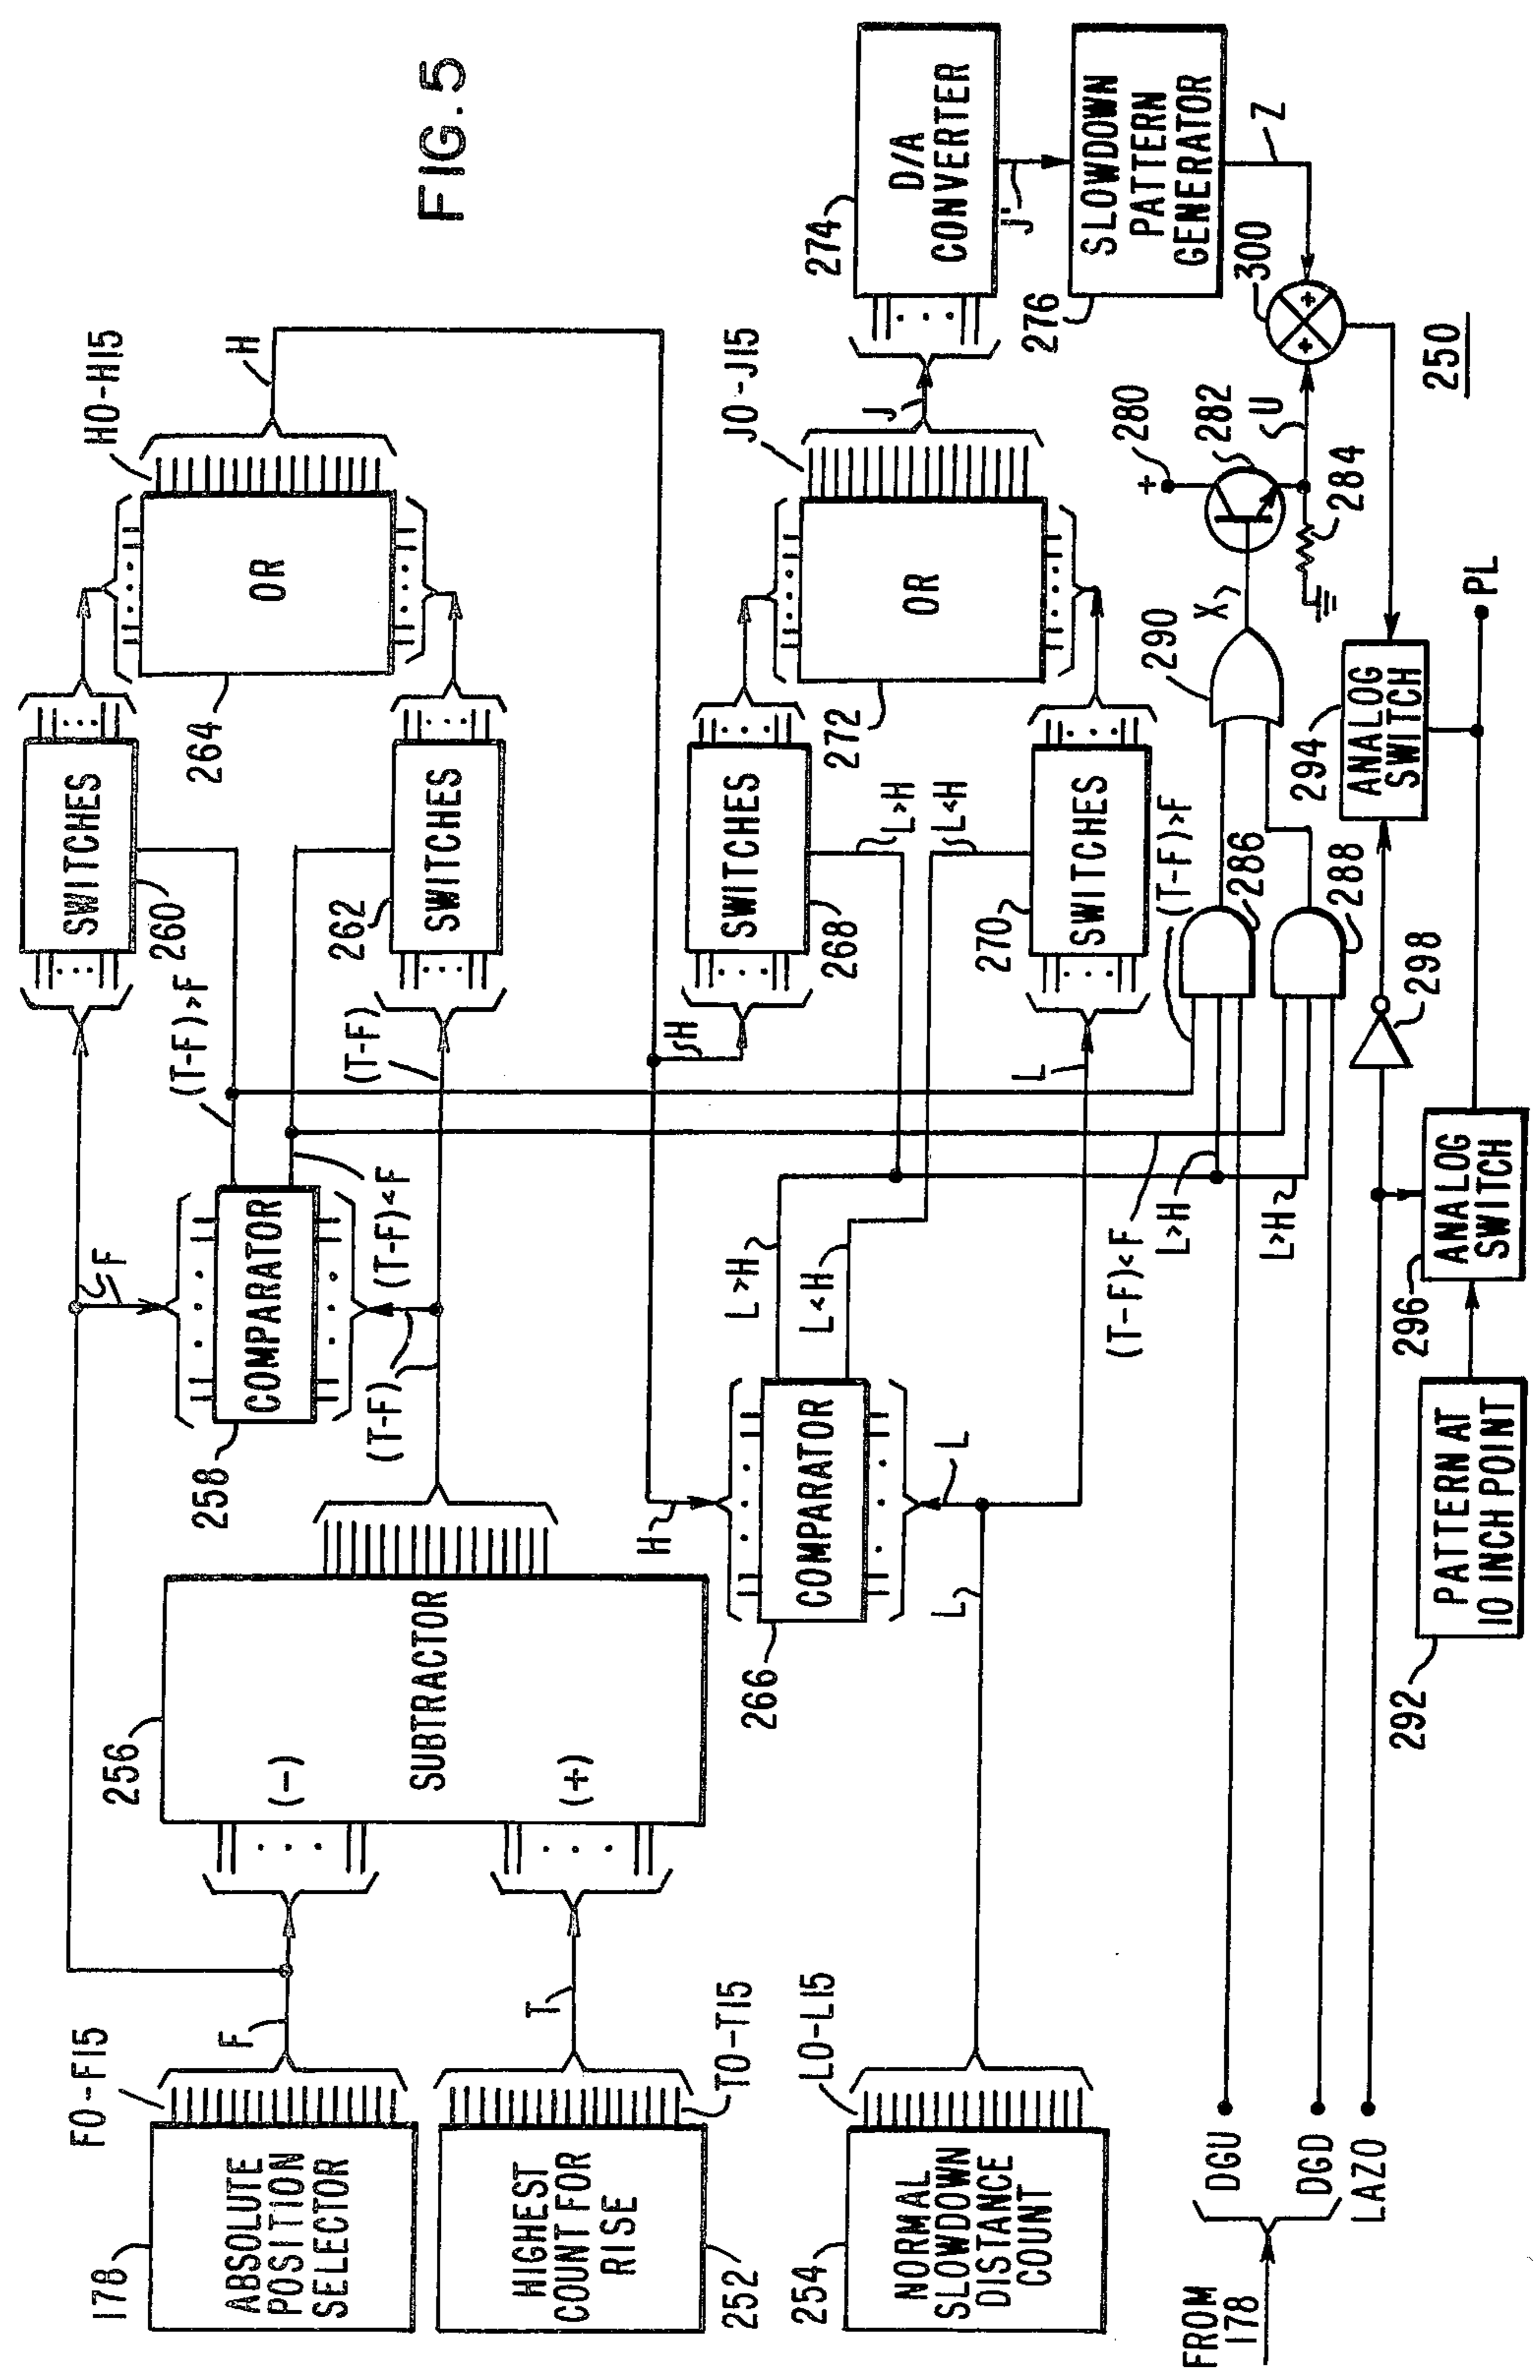 FIG. 5
178
ABSOLUTE
POSITION
SELECTOR
F0-F15
F
252
HIGHEST
COUNT FOR
RISE
T0-T15
T
254
NORMAL
SLOWDOWN
DISTANCE
COUNT
L0-L15
256
(-)
(+)
SUBTRACTOR
F
258
COMPARATOR
(T-F)
(T-F)>F
(T-F)<F
(T-F)
260
SWITCHES
262
SWITCHES
264
OR
H0-H15
H
H
266
COMPARATOR
L
L
L>H
L<H
H
L
268
SWITCHES
270
SWITCHES
L>H
L<H
272
OR
J0-J15
J
274
D/A
CONVERTER
J'
276
SLOWDOWN
PATTERN
GENERATOR
Z
(T-F)>F
L>H
(T-F)<F
L>H
286
288
290
X
+
280
282
U
284
+
+
300
FROM
178
DGU
DGD
LAZO
292
PATTERN AT
10 INCH POINT
296
ANALOG
SWITCH
298
294
ANALOG
SWITCH
PL
250